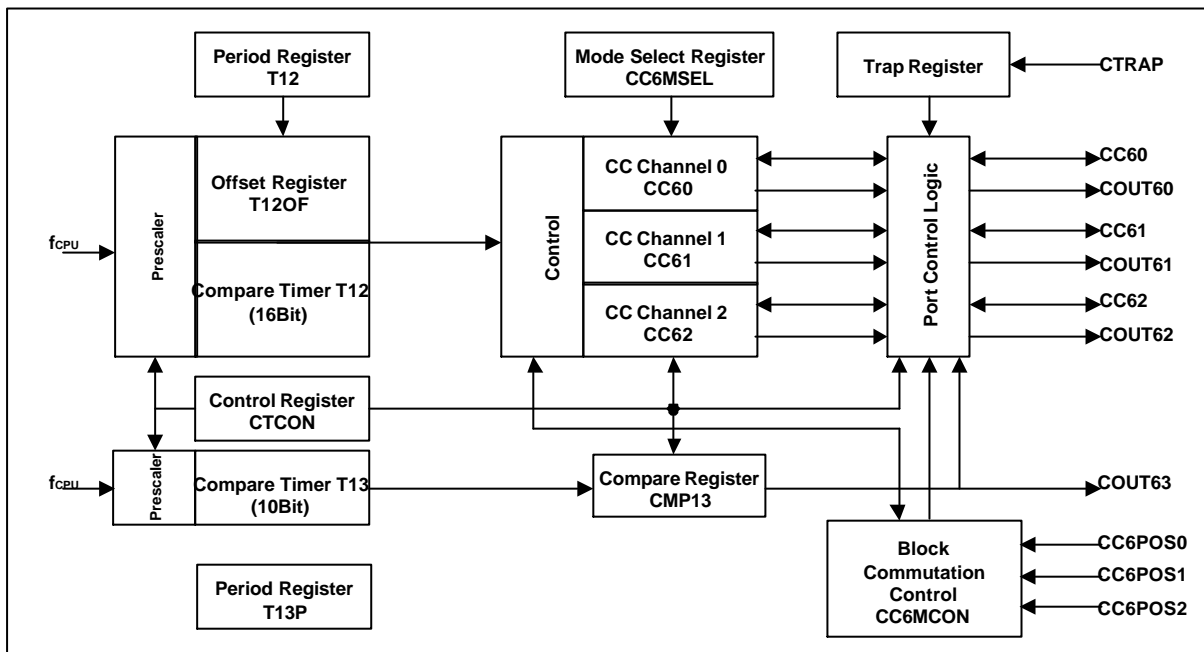 Period Register
T12
Mode Select Register
CC6MSEL
Trap Register
CTRAP
Prescaler
Offset Register
T12OF
Compare Timer T12
(16Bit)
fCPU
Control
CC Channel 0
CC60
CC Channel 1
CC61
CC Channel 2
CC62
Port Control Logic
CC60
COUT60
CC61
COUT61
CC62
COUT62
Control Register
CTCON
fCPU
Prescaler
Compare Timer T13
(10Bit)
Compare Register
CMP13
COUT63
Period Register
T13P
Block
Commutation
Control
CC6MCON
CC6POS0
CC6POS1
CC6POS2